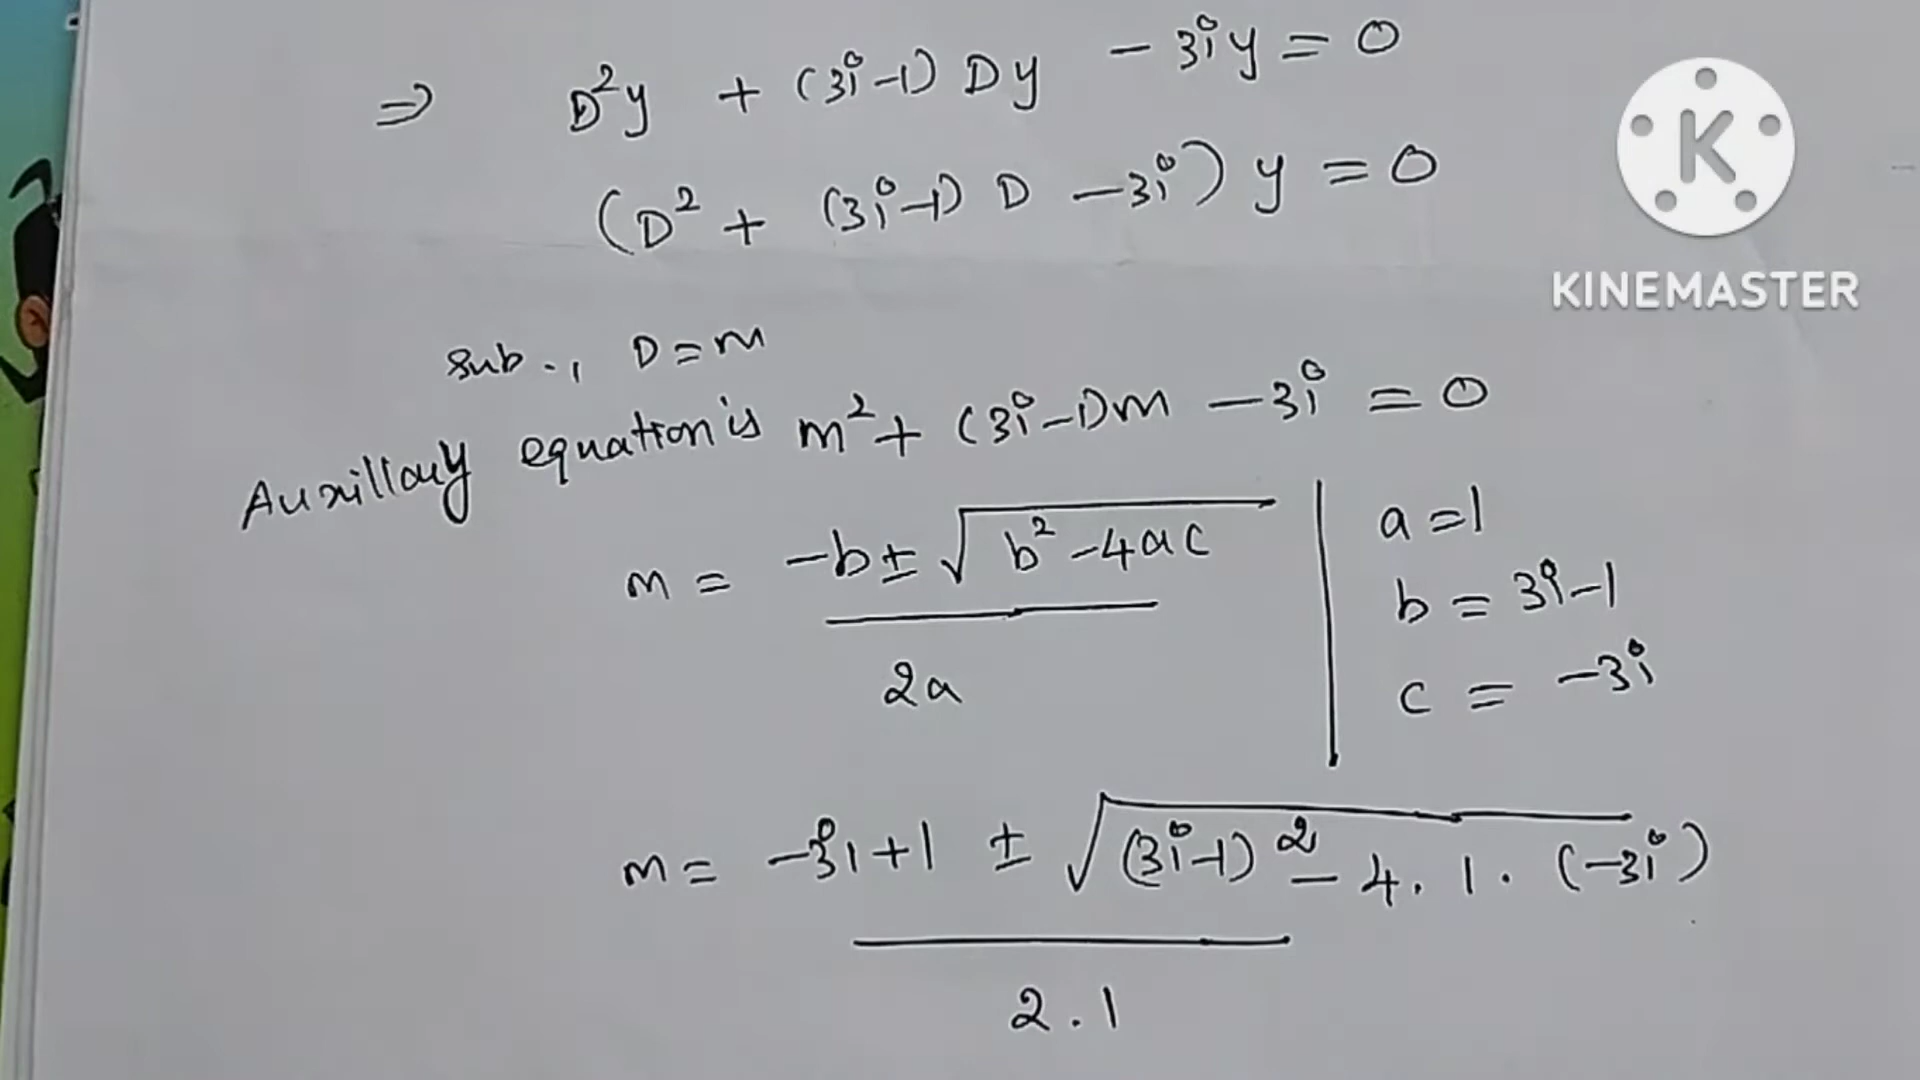 ⇒ D²y + (3i-1) Dy - 3iy = 0
(D² + (3i-1) D - 3i) y = 0
K
KINEMASTER
sub., D = m
Auxillary equation is m² + (3i-1)m - 3i = 0
m = -b ± √(b² - 4ac)
2a
a = 1
b = 3i-1
c = -3i
m = -3i+1 ± √((3i-1)² - 4. 1. (-3i))
2.1